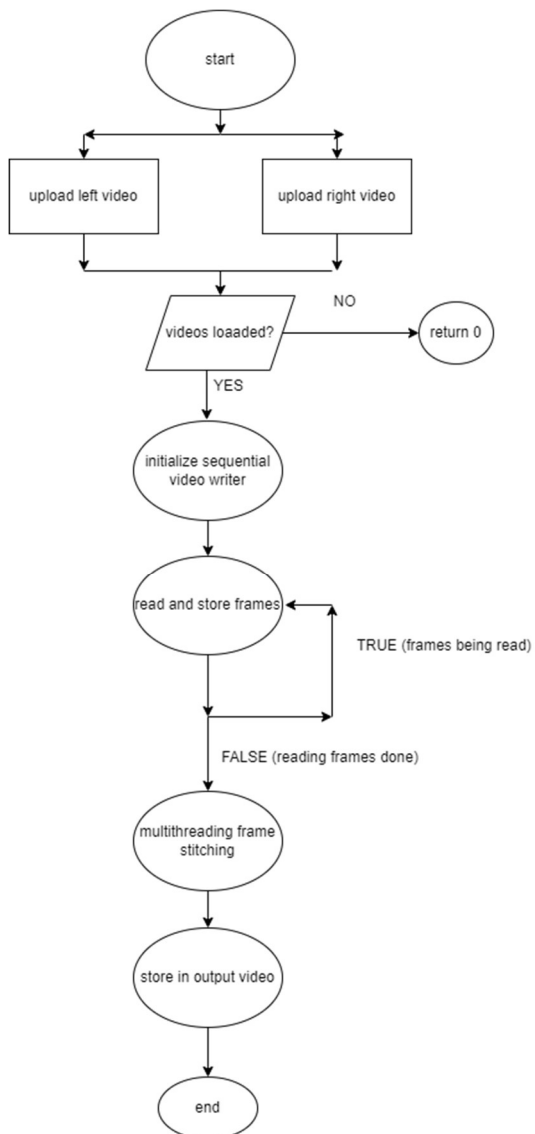 start
upload left video
upload right video
NO
videos loaaded?
return 0
YES
initialize sequential
video writer
read and store frames
TRUE (frames being read)
FALSE (reading frames done)
multithreading frame
stitching
store in output video
end